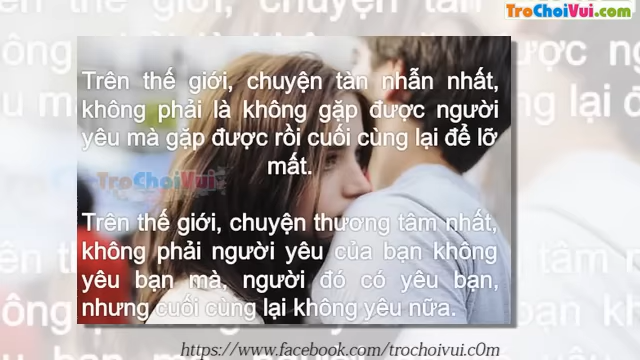 TroChoiVui.com
Trên thế giới, chuyện tàn nhẫn nhất,
không phải là không gặp được người
yêu mà gặp được rồi cuối cùng lại để lỡ
mất.
TroChoiVui
Trên thế giới, chuyện thương tâm nhất,
không phải người yêu của bạn không
yêu bạn mà, người đó có yêu bạn,
nhưng cuối cùng lại không yêu nữa.
https://www.facebook.com/trochoivui.c0m